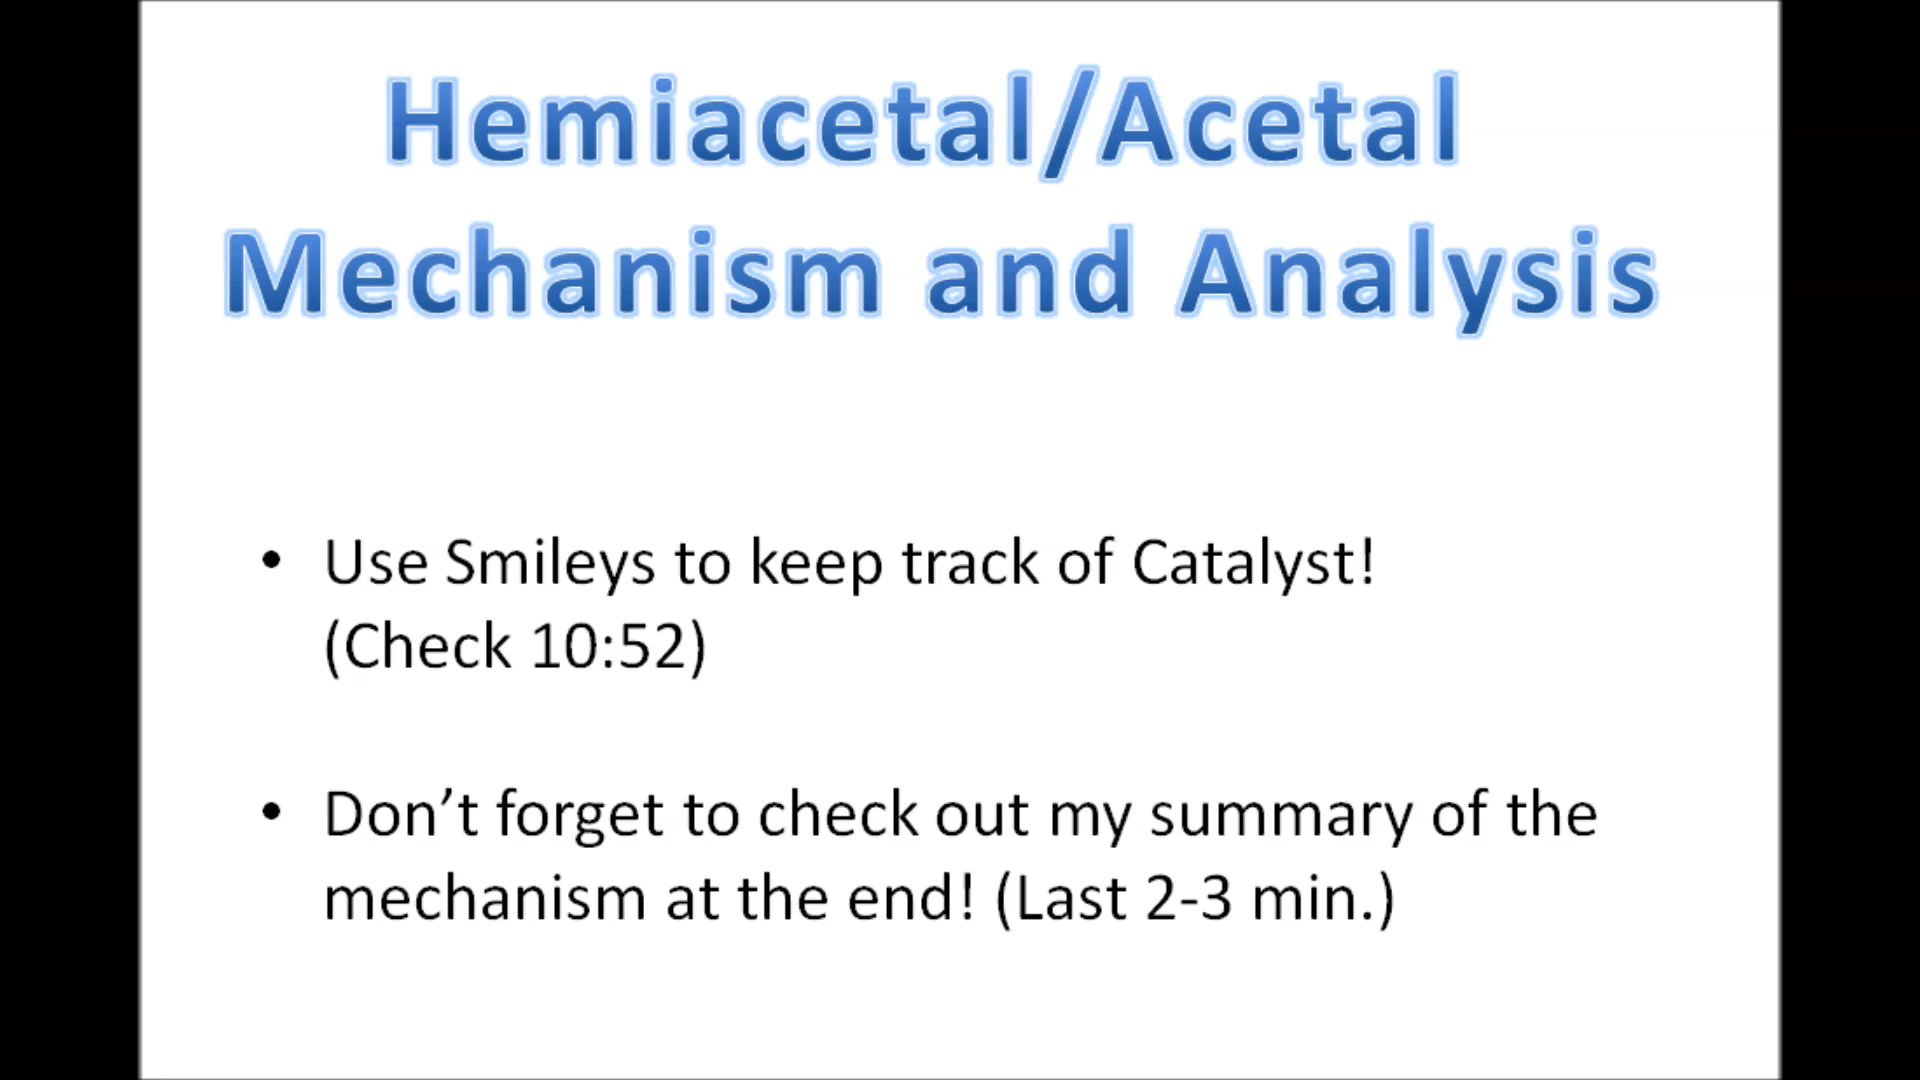 Hemiacetal/Acetal
Mechanism and Analysis
• Use Smileys to keep track of Catalyst!
(Check 10:52)
• Don’t forget to check out my summary of the
mechanism at the end! (Last 2-3 min.)